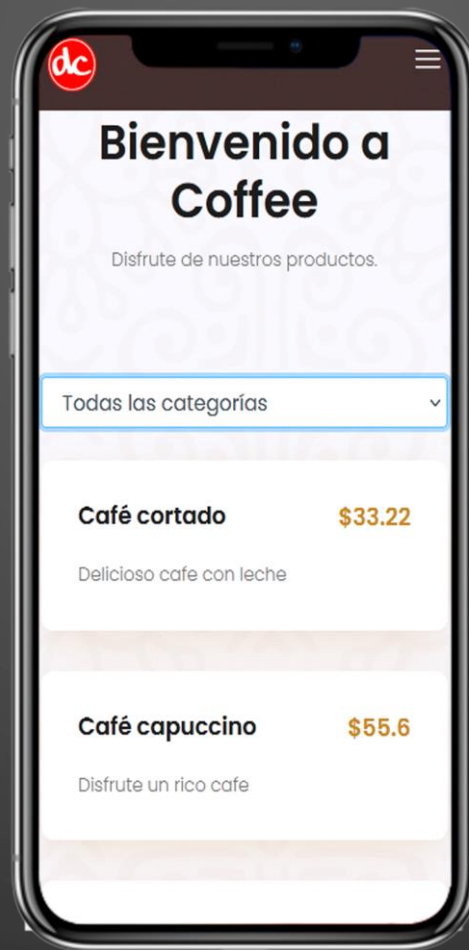 dc
Bienvenido a
Coffee
Disfrute de nuestros productos.
Todas las categorías
Café cortado $33.22
Delicioso cafe con leche
Café capuccino $55.6
Disfrute un rico cafe